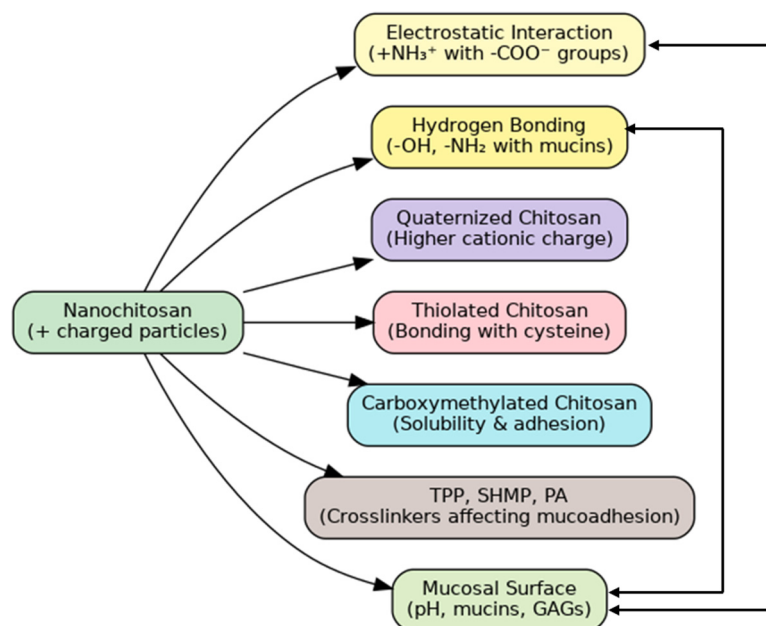 Electrostatic Interaction
(+NH₃⁺ with -COO⁻ groups)
Hydrogen Bonding
(-OH, -NH₂ with mucins)
Quaternized Chitosan
(Higher cationic charge)
Nanochitosan
(+ charged particles)
Thiolated Chitosan
(Bonding with cysteine)
Carboxymethylated Chitosan
(Solubility & adhesion)
TPP, SHMP, PA
(Crosslinkers affecting mucoadhesion)
Mucosal Surface
(pH, mucins, GAGs)